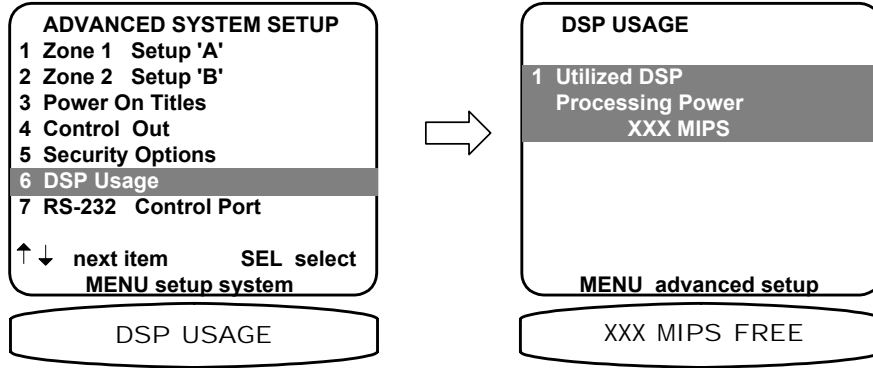 ADVANCED SYSTEM SETUP
1 Zone 1 Setup 'A'
2 Zone 2 Setup 'B'
3 Power On Titles
4 Control Out
5 Security Options
6 DSP Usage
7 RS-232 Control Port
↑ ↓ next item SEL select
MENU setup system
DSP USAGE
DSP USAGE
1 Utilized DSP
Processing Power
XXX MIPS
MENU advanced setup
XXX MIPS FREE